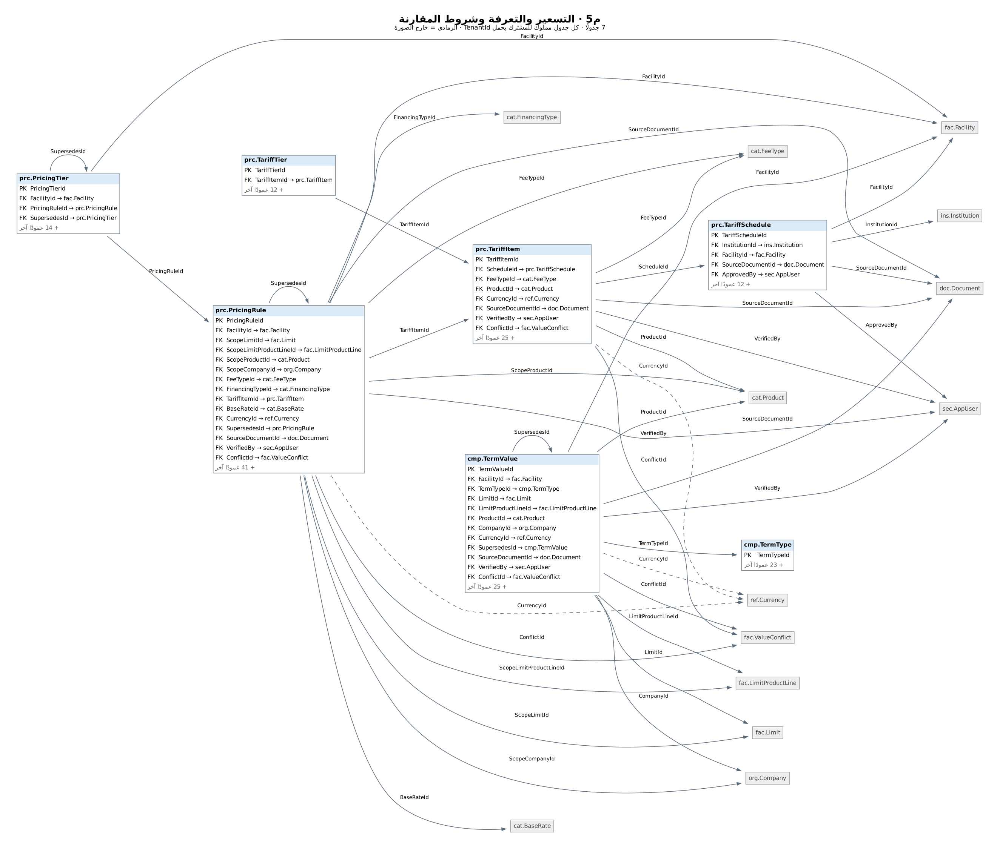 م5 · التسعير والتعرفة وشروط المقارنة
7 جدولًا · كل جدول مملوك للمشترك يحمل TenantId · الرمادي = خارج الصورة
FacilityId
FacilityId
FinancingTypeId
cat.FinancingType
fac.Facility
SourceDocumentId
cat.FeeType
SupersedesId
prc.PricingTier
PK PricingTierId
FK FacilityId → fac.Facility
FK PricingRuleId → prc.PricingRule
FK SupersedesId → prc.PricingTier
+ 14 عمودًا آخر
prc.TariffTier
PK TariffTierId
FK TariffItemId → prc.TariffItem
+ 12 عمودًا آخر
FeeTypeId
FacilityId
FacilityId
FeeTypeId
TariffItemId
ins.Institution
InstitutionId
prc.TariffSchedule
PK TariffScheduleId
FK InstitutionId → ins.Institution
FK FacilityId → fac.Facility
FK SourceDocumentId → doc.Document
FK ApprovedBy → sec.AppUser
+ 12 عمودًا آخر
prc.TariffItem
PK TariffItemId
FK ScheduleId → prc.TariffSchedule
FK FeeTypeId → cat.FeeType
FK ProductId → cat.Product
FK CurrencyId → ref.Currency
FK SourceDocumentId → doc.Document
FK VerifiedBy → sec.AppUser
FK ConflictId → fac.ValueConflict
+ 25 عمودًا آخر
ScheduleId
SourceDocumentId
doc.Document
SourceDocumentId
PricingRuleId
SupersedesId
prc.PricingRule
PK PricingRuleId
FK FacilityId → fac.Facility
FK ScopeLimitId → fac.Limit
FK ScopeLimitProductLineId → fac.LimitProductLine
FK ScopeProductId → cat.Product
FK ScopeCompanyId → org.Company
FK FeeTypeId → cat.FeeType
FK FinancingTypeId → cat.FinancingType
FK TariffItemId → prc.TariffItem
FK BaseRateId → cat.BaseRate
FK CurrencyId → ref.Currency
FK SupersedesId → prc.PricingRule
FK SourceDocumentId → doc.Document
FK VerifiedBy → sec.AppUser
FK ConflictId → fac.ValueConflict
+ 41 عمودًا آخر
TariffItemId
ApprovedBy
ProductId
VerifiedBy
CurrencyId
ScopeProductId
cat.Product
sec.AppUser
ProductId
SourceDocumentId
VerifiedBy
SupersedesId
cmp.TermValue
PK TermValueId
FK FacilityId → fac.Facility
FK TermTypeId → cmp.TermType
FK LimitId → fac.Limit
FK LimitProductLineId → fac.LimitProductLine
FK ProductId → cat.Product
FK CompanyId → org.Company
FK CurrencyId → ref.Currency
FK SupersedesId → cmp.TermValue
FK SourceDocumentId → doc.Document
FK VerifiedBy → sec.AppUser
FK ConflictId → fac.ValueConflict
+ 25 عمودًا آخر
ConflictId
VerifiedBy
TermTypeId
cmp.TermType
PK TermTypeId
+ 23 عمودًا آخر
CurrencyId
ConflictId
ref.Currency
CurrencyId
LimitProductLineId
ConflictId
fac.ValueConflict
LimitId
ScopeLimitProductLineId
fac.LimitProductLine
CompanyId
ScopeLimitId
fac.Limit
ScopeCompanyId
org.Company
BaseRateId
cat.BaseRate